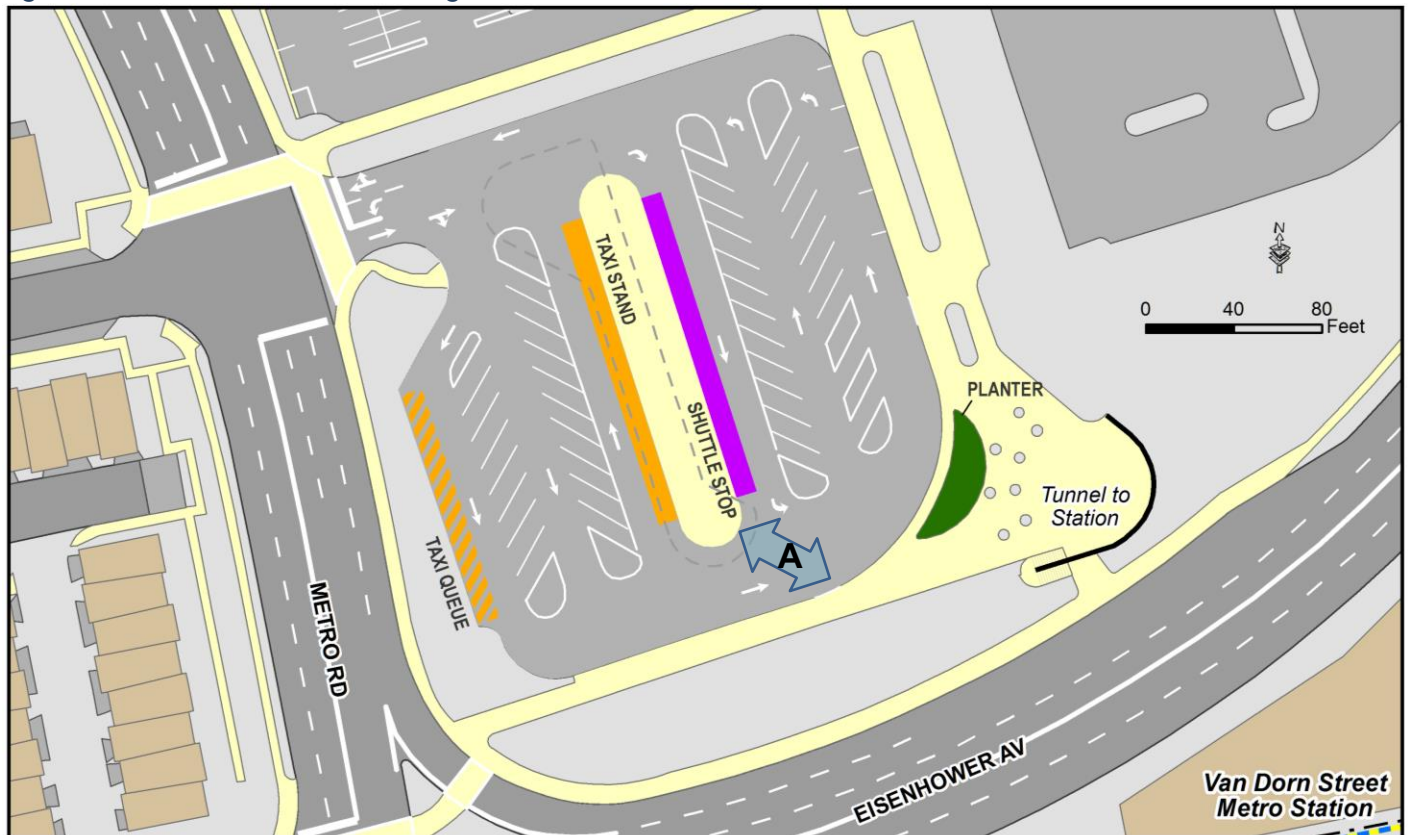 N
0 40 80
Feet
TAXI STAND
SHUTTLE STOP
PLANTER
Tunnel to
Station
A
TAXI QUEUE
METRO RD
EISENHOWER AV
Van Dorn Street
Metro Station